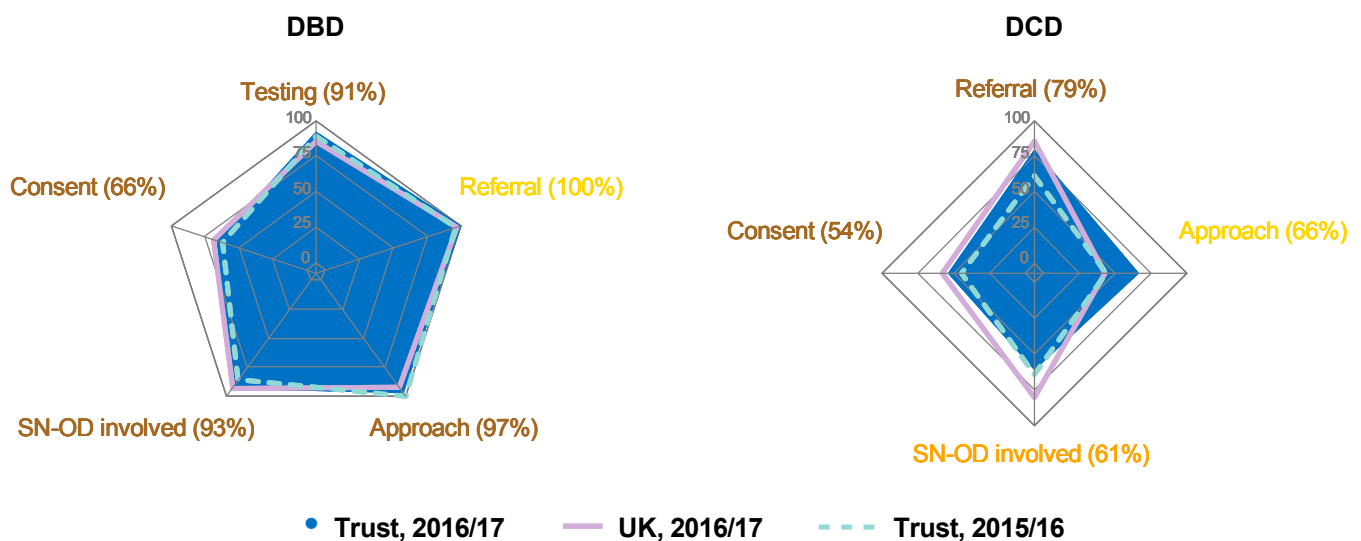 DBD
DCD
Testing (91%)
Referral (79%)
100
75
50
25
0
100
75
50
25
0
Consent (66%)
Referral (100%)
Consent (54%)
Approach (66%)
SN-OD involved (93%)
Approach (97%)
SN-OD involved (61%)
Trust, 2016/17
UK, 2016/17
Trust, 2015/16